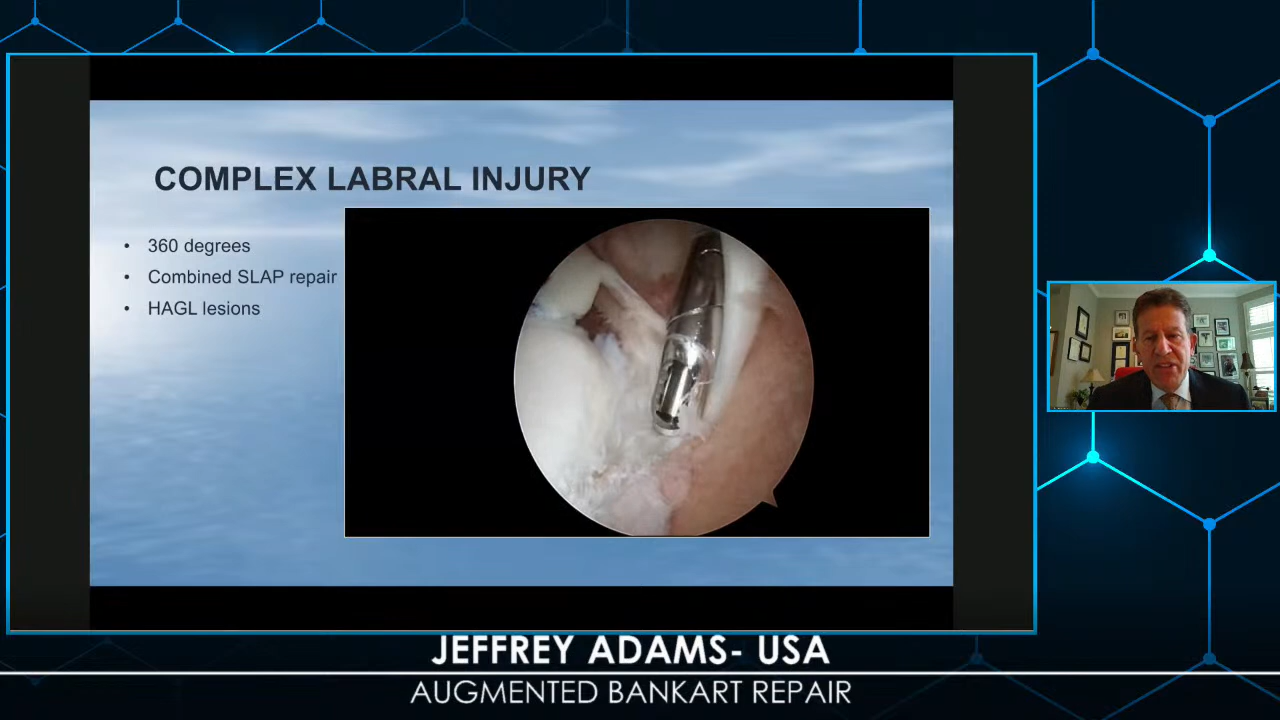 COMPLEX LABRAL INJURY
• 360 degrees
• Combined SLAP repair
• HAGL lesions
JEFFREY ADAMS- USA
AUGMENTED BANKART REPAIR